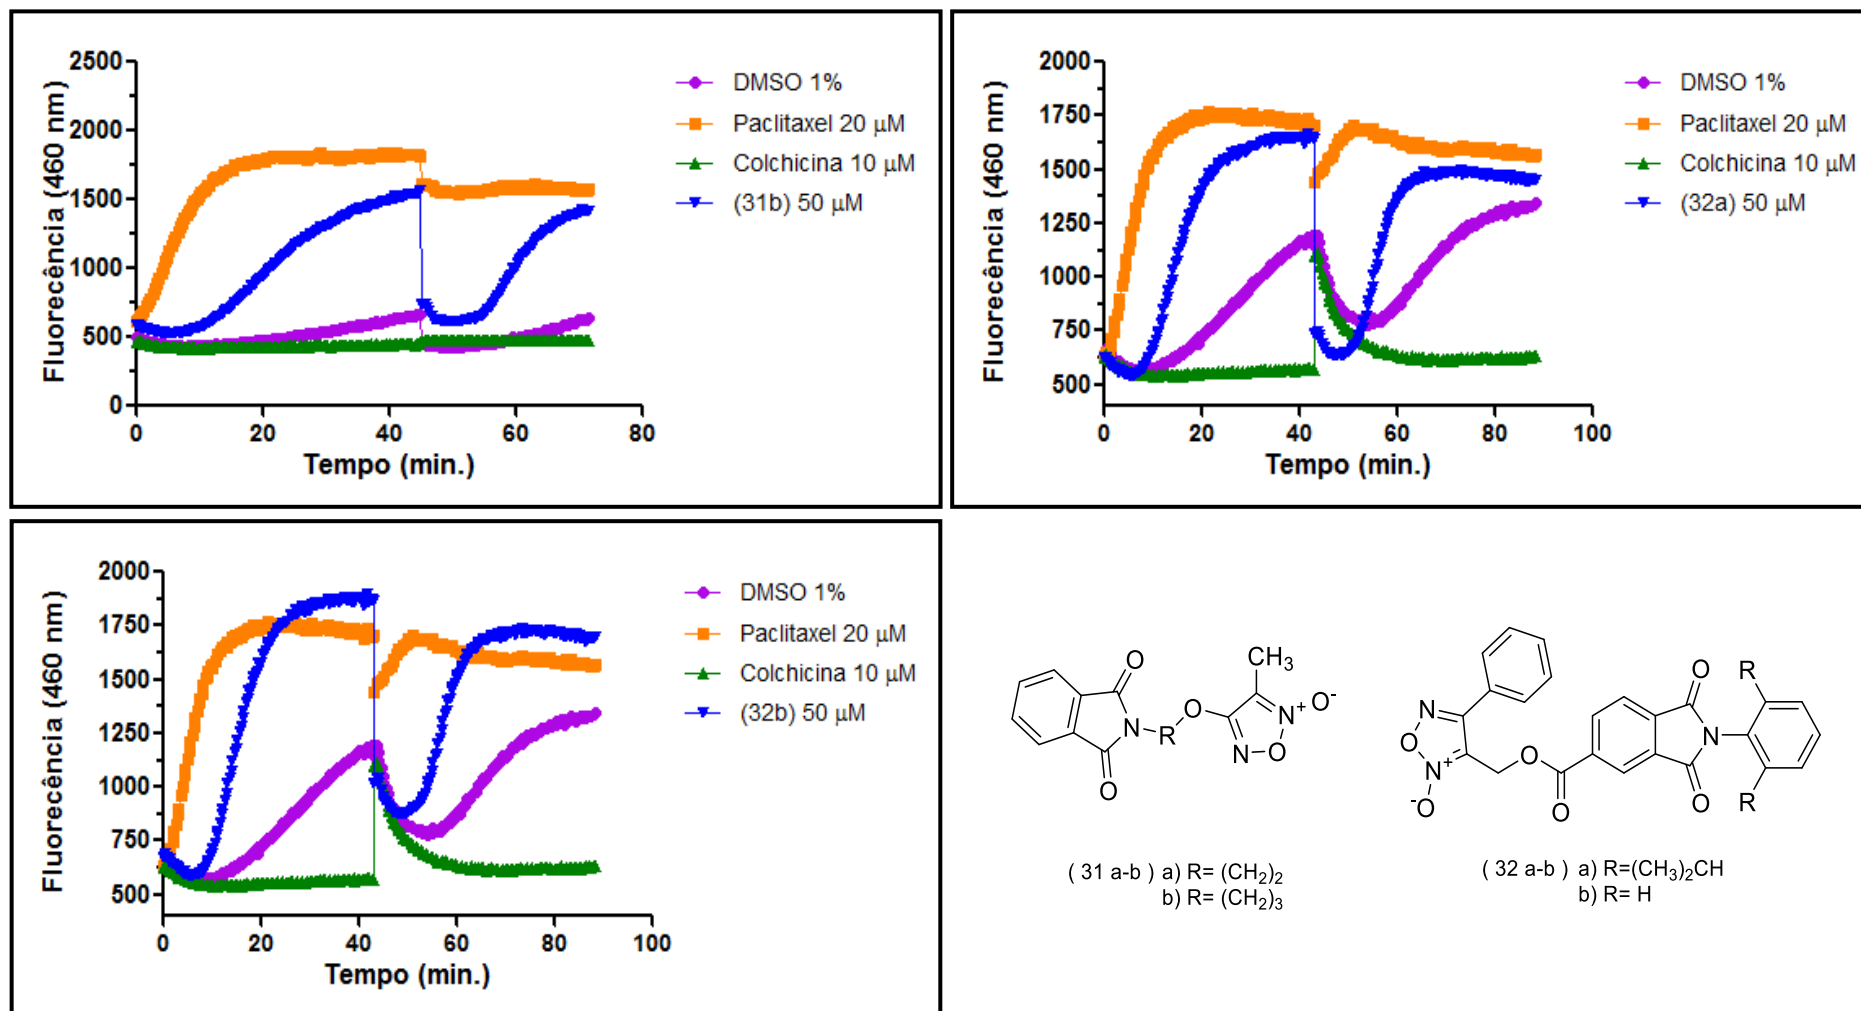 2500
2000
1500
1000
500
0
0 20 40 60 80
Fluorecência (460 nm)
Tempo (min.)
DMSO 1%
Paclitaxel 20 µM
Colchicina 10 µM
(31b) 50 µM
2000
1750
1500
1250
1000
750
500
0 20 40 60 80 100
Fluorecência (460 nm)
Tempo (min.)
DMSO 1%
Paclitaxel 20 µM
Colchicina 10 µM
(32a) 50 µM
2000
1750
1500
1250
1000
750
500
0 20 40 60 80 100
Fluorecência (460 nm)
Tempo (min.)
DMSO 1%
Paclitaxel 20 µM
Colchicina 10 µM
(32b) 50 µM
O
CH₃
O
O⁻
N⁺
N
R
N
O
O
N
O
N⁺
⁻O
O
O
O
R
N
O
R
( 31 a-b ) a) R= (CH₂)₂
b) R= (CH₂)₃
( 32 a-b ) a) R=(CH₃)₂CH
b) R= H